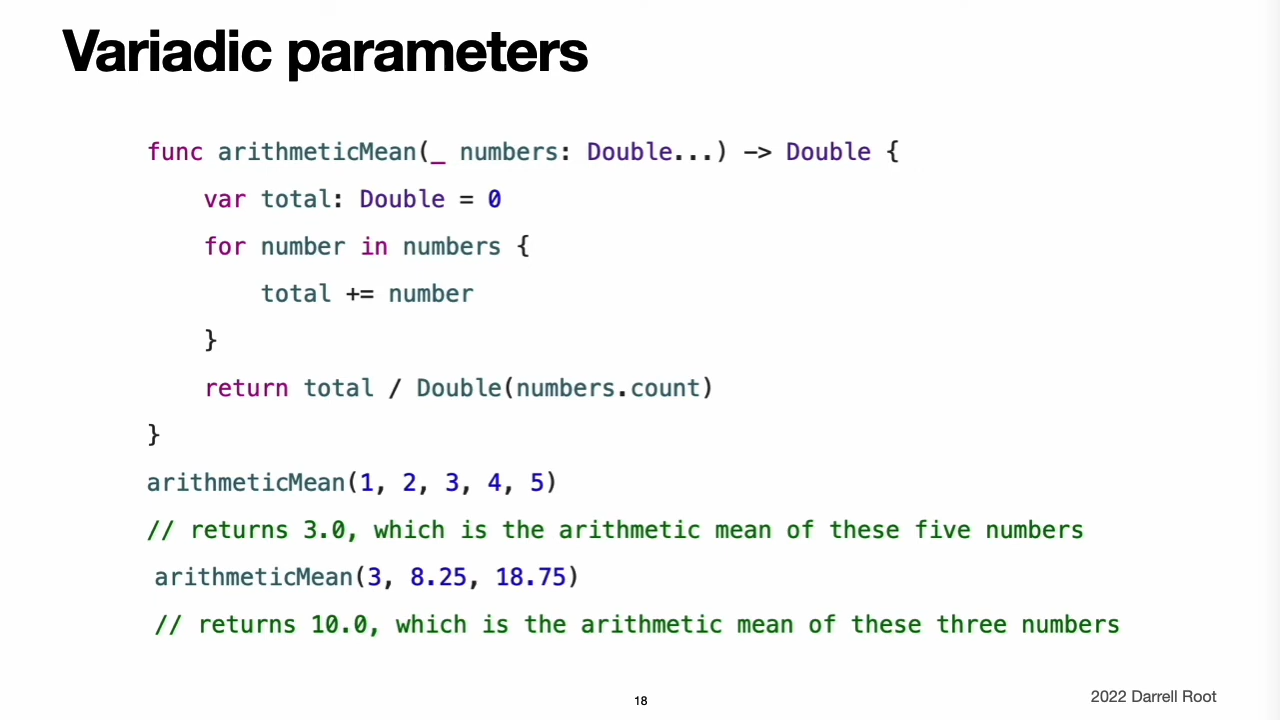 Variadic parameters
func arithmeticMean(_ numbers: Double...) -> Double {
    var total: Double = 0
    for number in numbers {
        total += number
    }
    return total / Double(numbers.count)
}
arithmeticMean(1, 2, 3, 4, 5)
// returns 3.0, which is the arithmetic mean of these five numbers
arithmeticMean(3, 8.25, 18.75)
// returns 10.0, which is the arithmetic mean of these three numbers
18
2022 Darrell Root